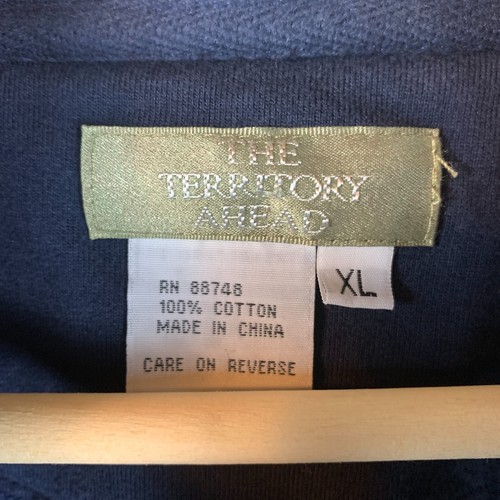 THE
TERRITORY
AHEAD
XL
RN 88748
100% COTTON
MADE IN CHINA
CARE ON REVERSE